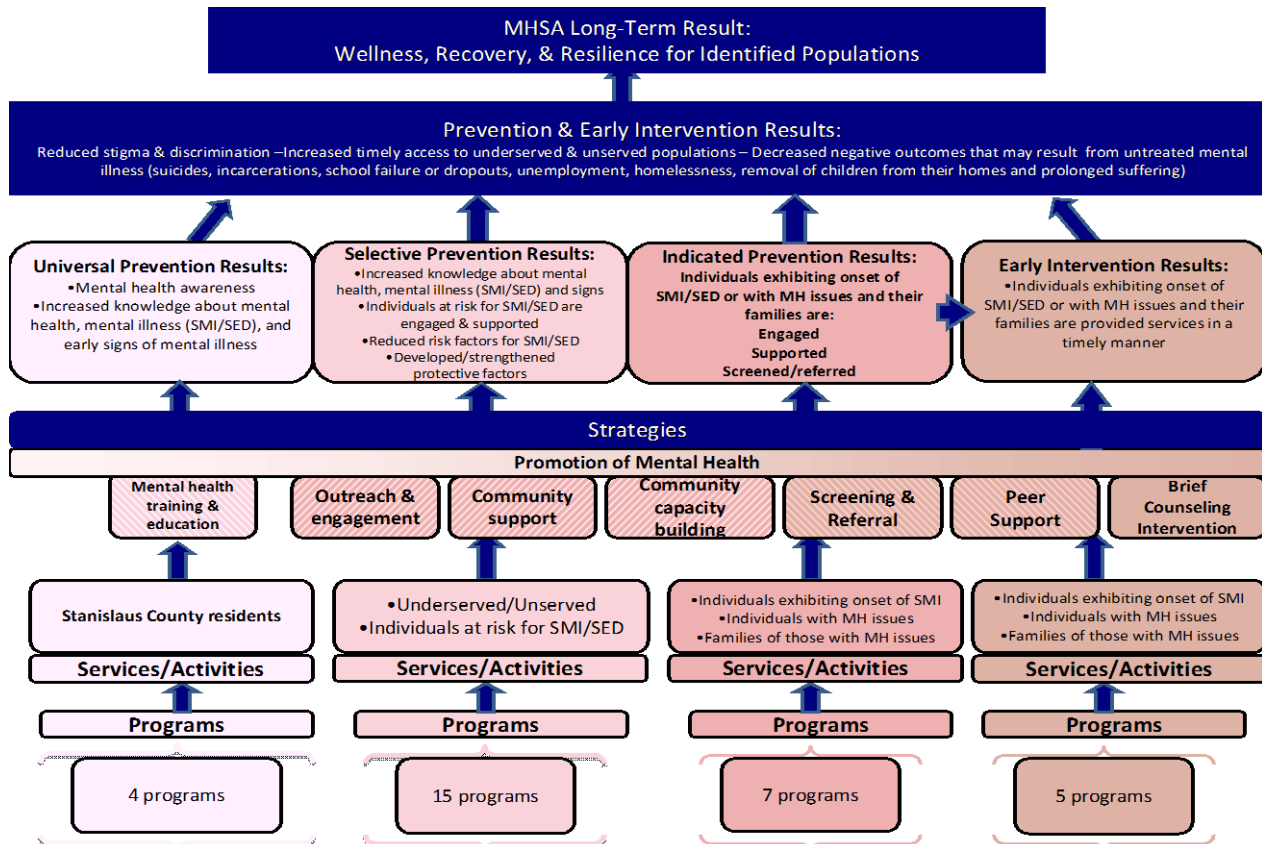 MHSA Long-Term Result:
Wellness, Recovery, & Resilience for Identified Populations
Prevention & Early Intervention Results:
Reduced stigma & discrimination –Increased timely access to underserved & unserved populations – Decreased negative outcomes that may result from untreated mental
illness (suicides, incarcerations, school failure or dropouts, unemployment, homelessness, removal of children from their homes and prolonged suffering)
Universal Prevention Results:
•Mental health awareness
•Increased knowledge about mental
health, mental illness (SMI/SED), and
early signs of mental illness
Selective Prevention Results:
•Increased knowledge about mental
health, mental illness (SMI/SED) and signs
•Individuals at risk for SMI/SED are
engaged & supported
•Reduced risk factors for SMI/SED
•Developed/strengthened
protective factors
Indicated Prevention Results:
Individuals exhibiting onset of
SMI/SED or with MH issues and their
families are:
Engaged
Supported
Screened/referred
Early Intervention Results:
•Individuals exhibiting onset of
SMI/SED or with MH issues and their
families are provided services in a
timely manner
Strategies
Promotion of Mental Health
Mental health
training &
education
Outreach &
engagement
Community
support
Community
capacity
building
Screening &
Referral
Peer
Support
Brief
Counseling
Intervention
Stanislaus County residents
•Underserved/Unserved
•Individuals at risk for SMI/SED
•Individuals exhibiting onset of SMI
•Individuals with MH issues
•Families of those with MH issues
•Individuals exhibiting onset of SMI
•Individuals with MH issues
•Families of those with MH issues
Services/Activities
Services/Activities
Services/Activities
Services/Activities
Programs
Programs
Programs
Programs
4 programs
15 programs
7 programs
5 programs